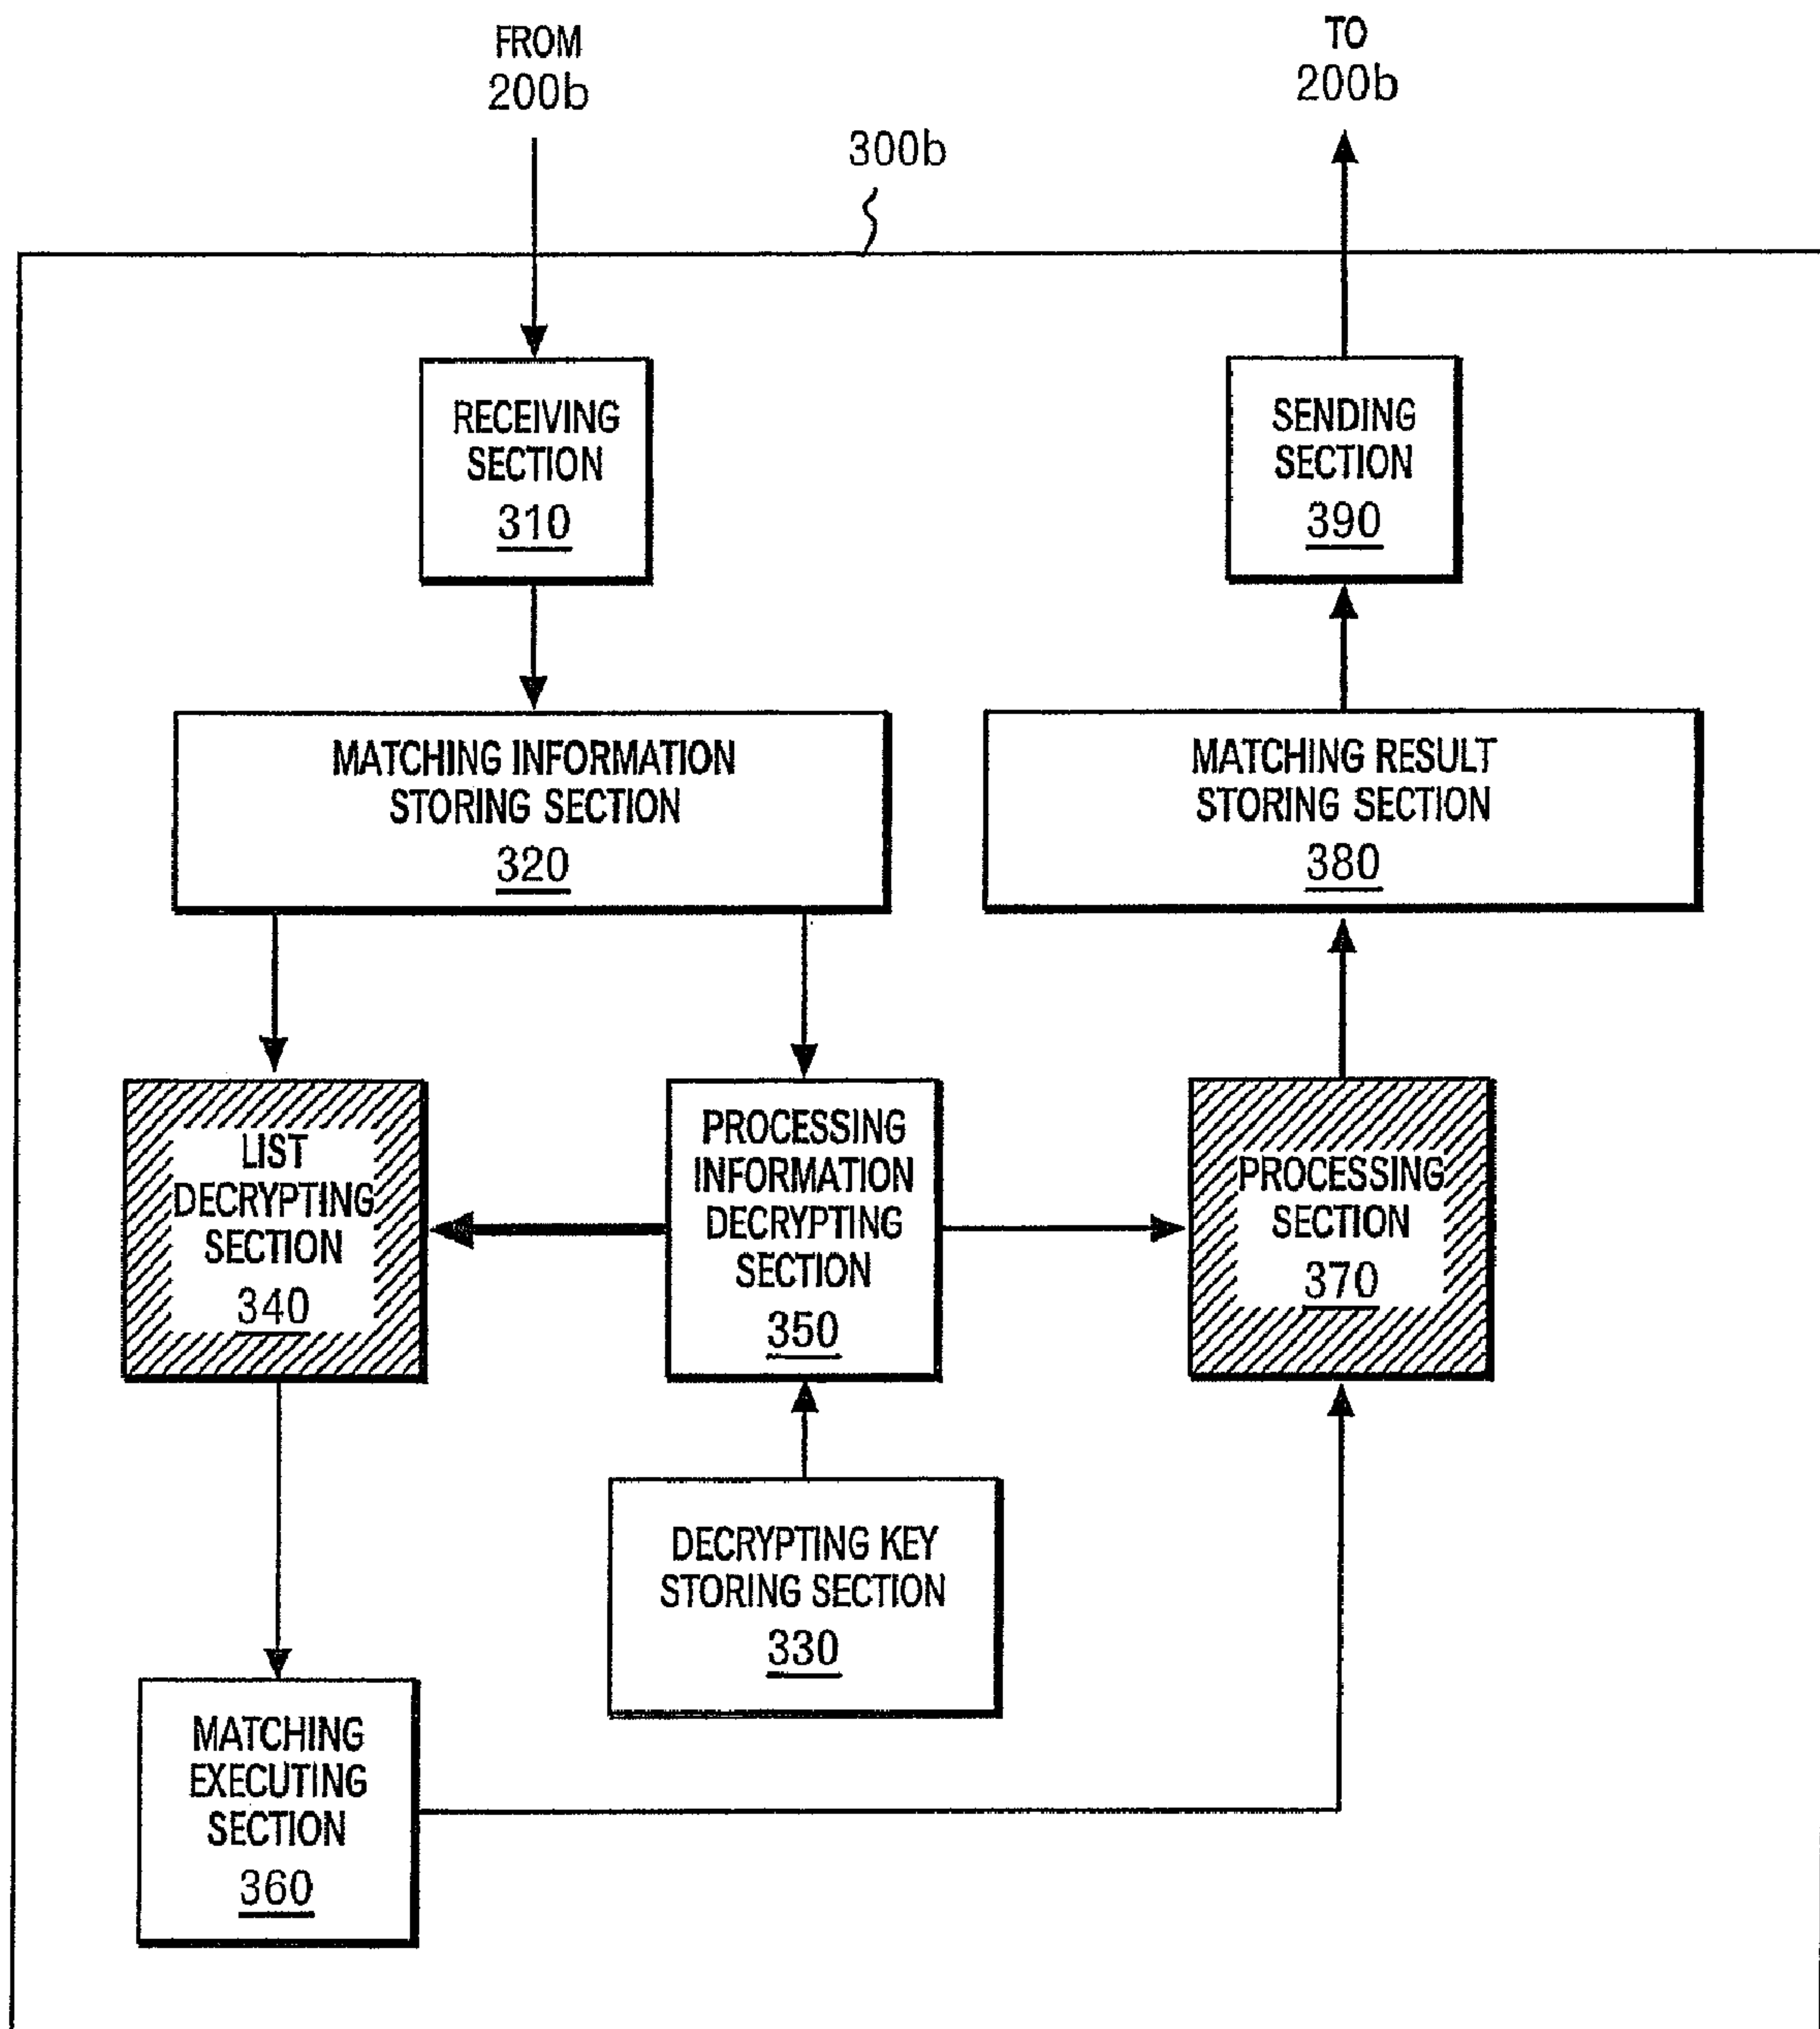 FROM
200b
TO
200b
300b
RECEIVING
SECTION
310
SENDING
SECTION
390
MATCHING INFORMATION
STORING SECTION
320
MATCHING RESULT
STORING SECTION
380
LIST
DECRYPTING
SECTION
340
PROCESSING
INFORMATION
DECRYPTING
SECTION
350
PROCESSING
SECTION
370
DECRYPTING KEY
STORING SECTION
330
MATCHING
EXECUTING
SECTION
360